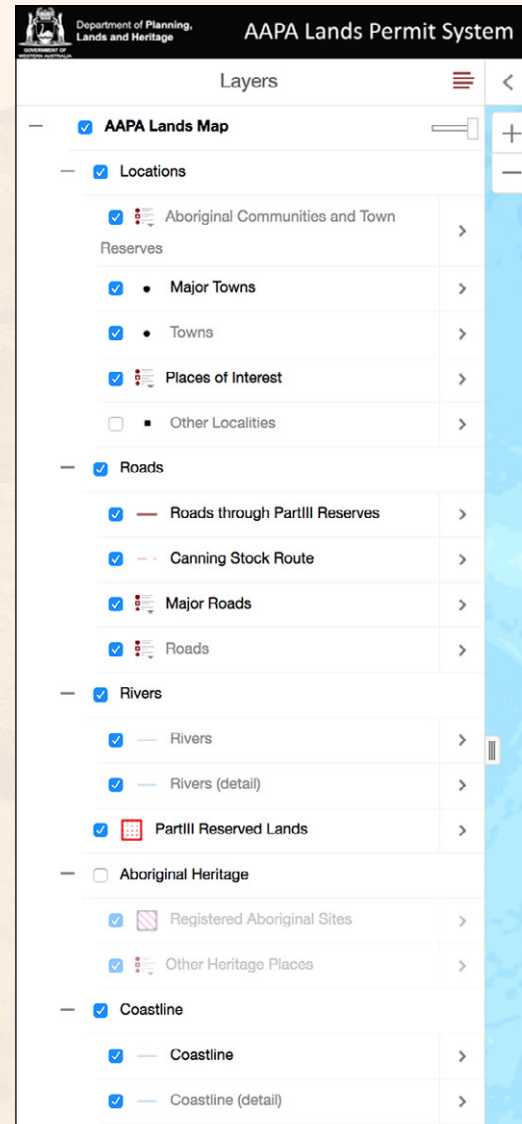 Department of Planning,
Lands and Heritage
GOVERNMENT OF
WESTERN AUSTRALIA
AAPA Lands Permit System
Layers
AAPA Lands Map
Locations
Aboriginal Communities and Town
Reserves
Major Towns
Towns
Places of Interest
Other Localities
Roads
Roads through PartIII Reserves
Canning Stock Route
Major Roads
Roads
Rivers
Rivers
Rivers (detail)
PartIII Reserved Lands
Aboriginal Heritage
Registered Aboriginal Sites
Other Heritage Places
Coastline
Coastline
Coastline (detail)